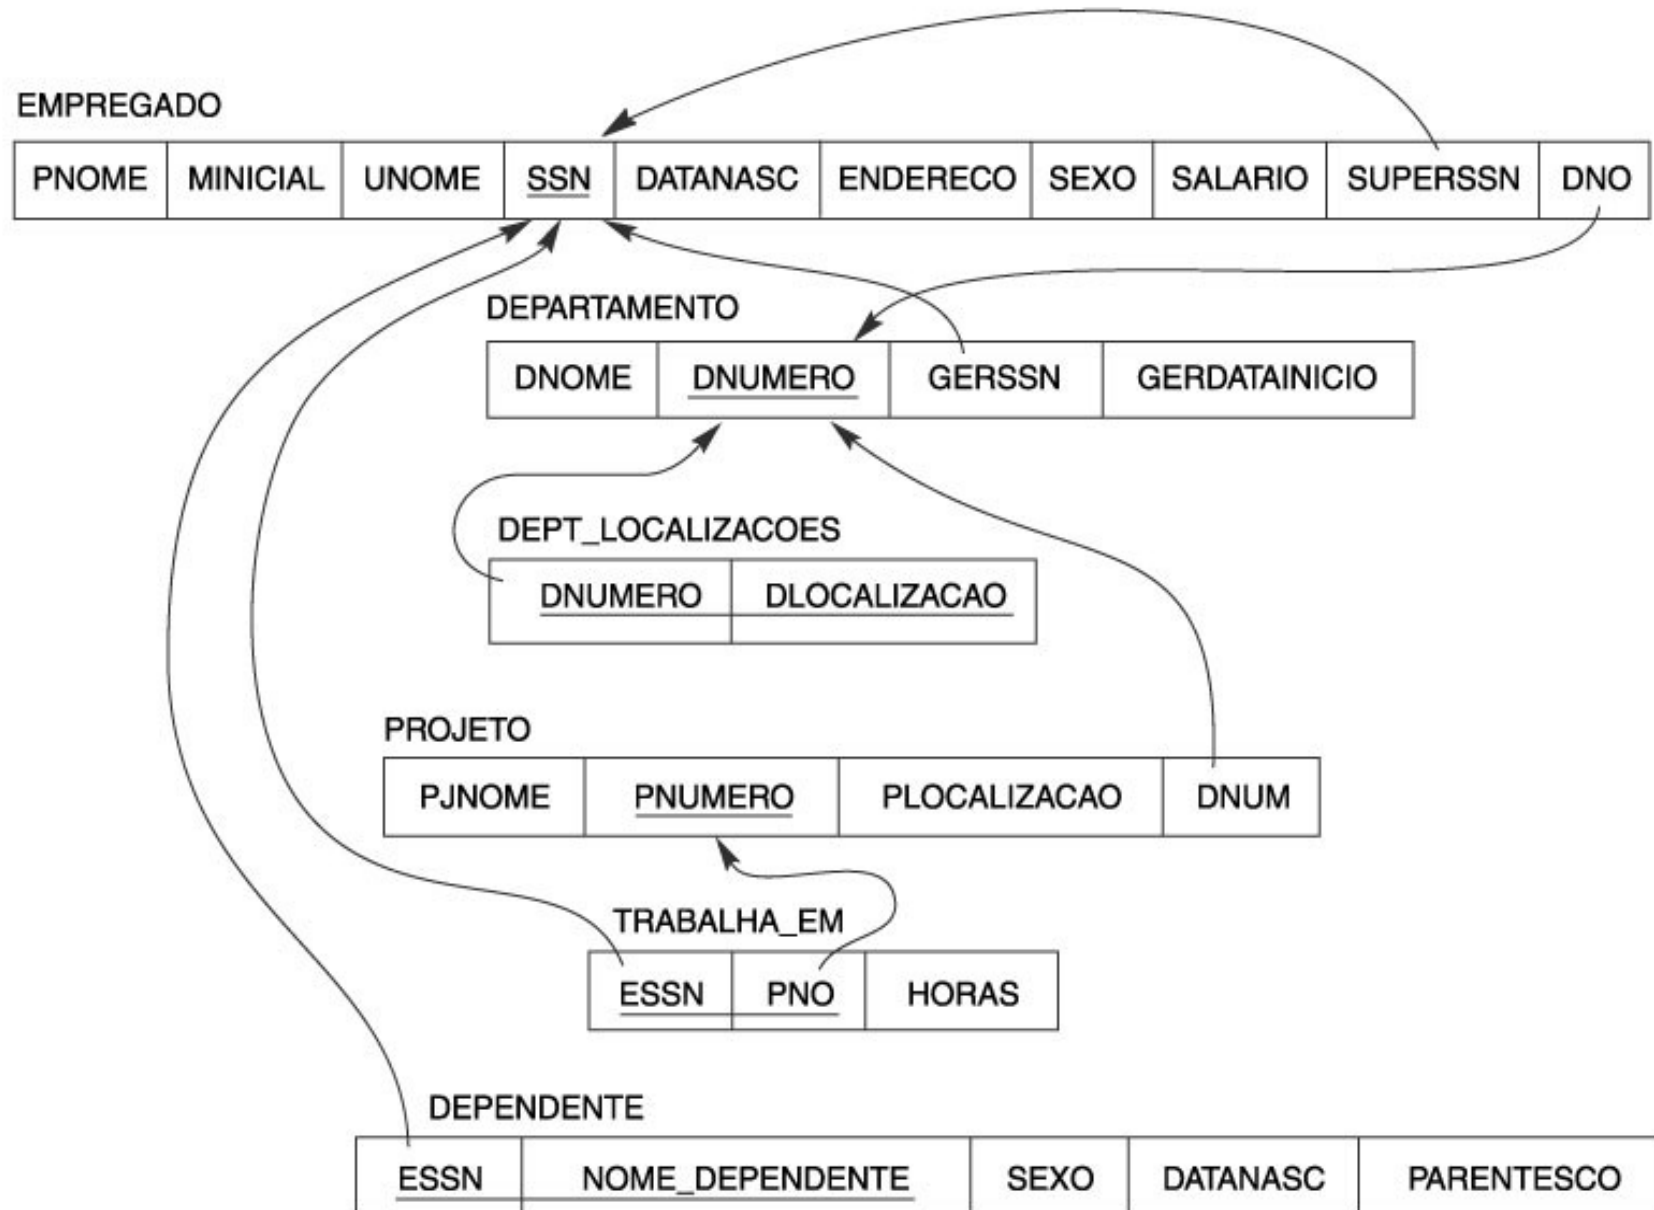 EMPREGADO
PNOME MINICIAL UNOME SSN DATANASC ENDERECO SEXO SALARIO SUPERSSN DNO
DEPARTAMENTO
DNOME DNUMERO GERSSN GERDATAINICIO
DEPT_LOCALIZACOES
DNUMERO DLOCALIZACAO
PROJETO
PJNOME PNUMERO PLOCALIZACAO DNUM
TRABALHA_EM
ESSN PNO HORAS
DEPENDENTE
ESSN NOME_DEPENDENTE SEXO DATANASC PARENTESCO